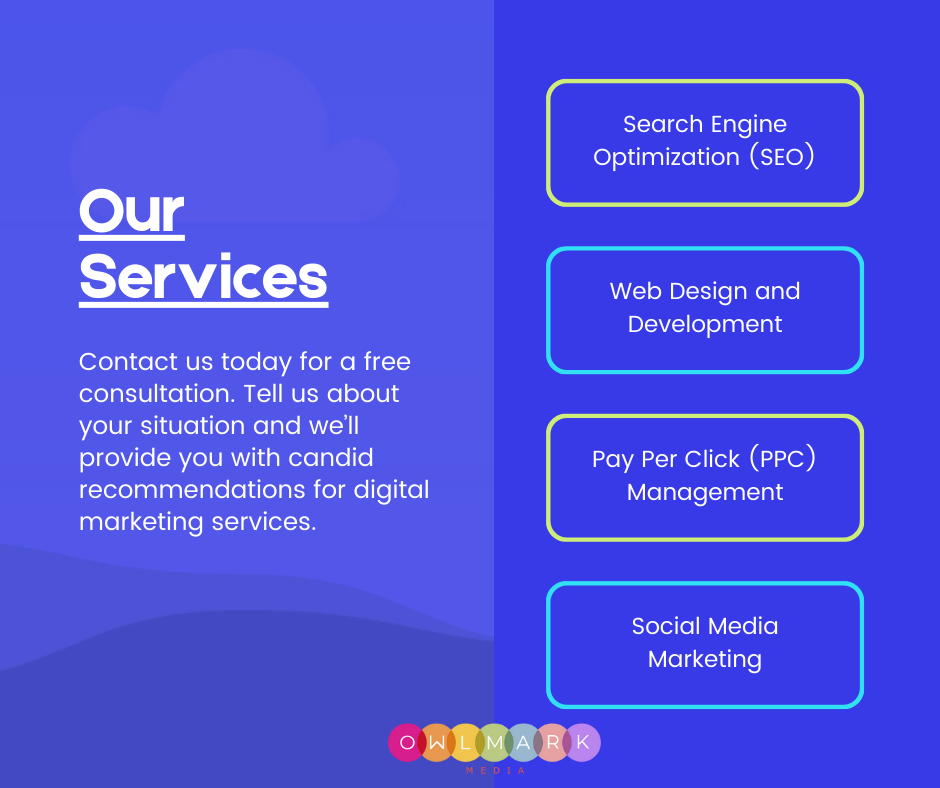 Our
Services
Contact us today for a free
consultation. Tell us about
your situation and we’ll
provide you with candid
recommendations for digital
marketing services.
Search Engine
Optimization (SEO)
Web Design and
Development
Pay Per Click (PPC)
Management
Social Media
Marketing
OWLMARK
MEDIA